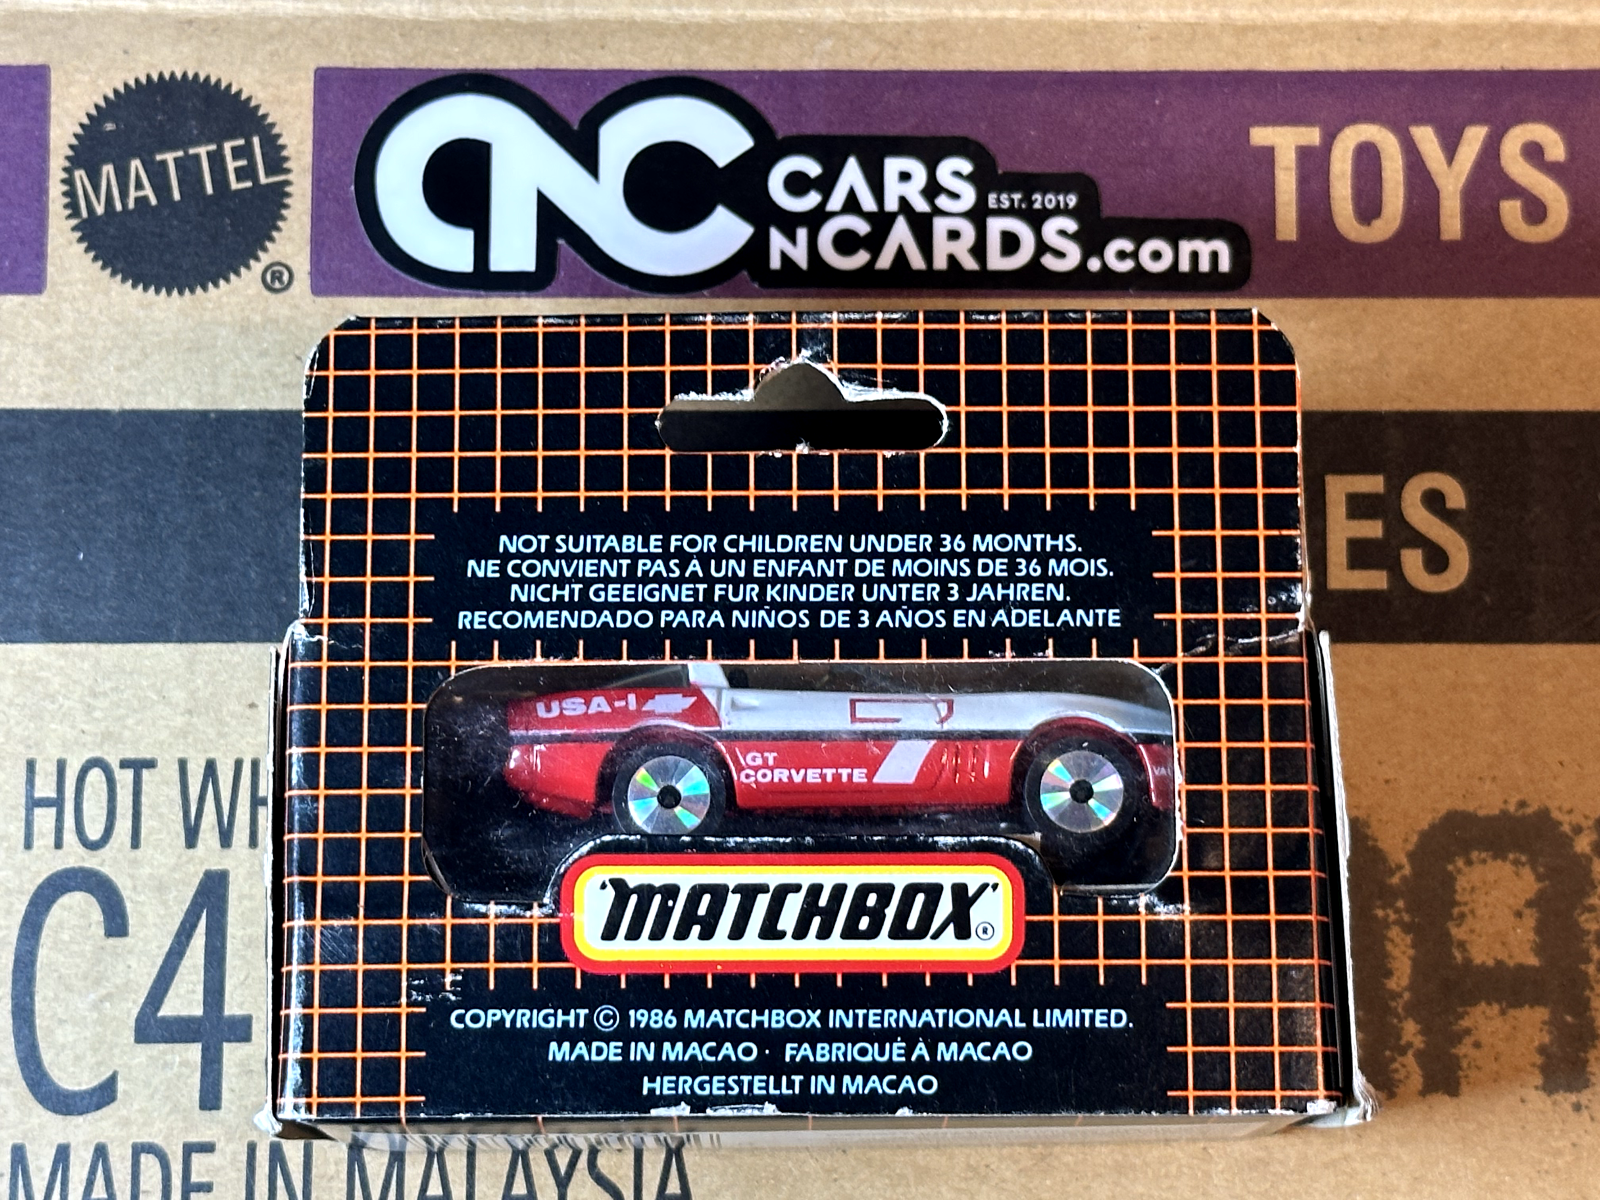 MATTEL
®
CNC
CARS
EST. 2019
NCARDS.com
TOYS
ES
NOT SUITABLE FOR CHILDREN UNDER 36 MONTHS.
NE CONVIENT PAS À UN ENFANT DE MOINS DE 36 MOIS.
NICHT GEEIGNET FUR KINDER UNTER 3 JAHREN.
RECOMENDADO PARA NIÑOS DE 3 AÑOS EN ADELANTE
USA-1
GT
CORVETTE
HOT WH
C4
'MATCHBOX'®
COPYRIGHT © 1986 MATCHBOX INTERNATIONAL LIMITED.
MADE IN MACAO · FABRIQUÉ À MACAO
HERGESTELLT IN MACAO
MADE IN MALAYSIA